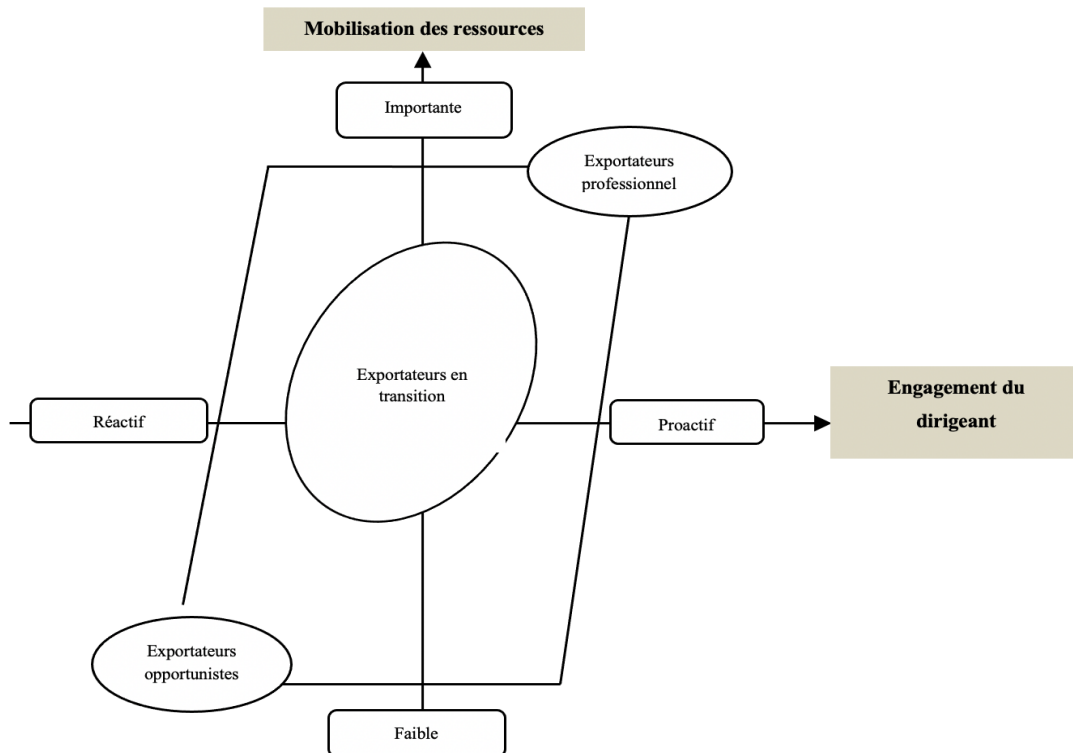 Mobilisation des ressources
Importante
Exportateurs
professionnel
Exportateurs en
transition
Réactif
Proactif
Engagement du
dirigeant
Exportateurs
opportunistes
Faible